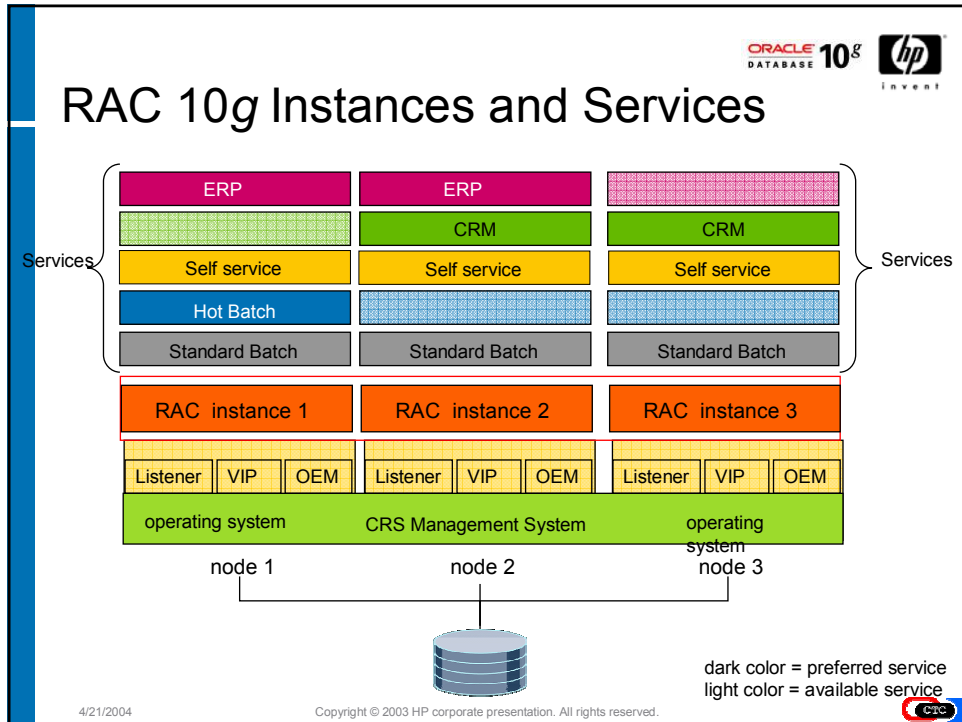 ORACLE
DATABASE 10g
hp
invent
RAC 10g Instances and Services
ERP ERP
CRM CRM
Services Services
Self service Self service Self service
Hot Batch
Standard Batch Standard Batch Standard Batch
RAC instance 1 RAC instance 2 RAC instance 3
Listener VIP OEM Listener VIP OEM Listener VIP OEM
operating system CRS Management System operating
system
node 1 node 2 node 3
dark color = preferred service
light color = available service
4/21/2004 Copyright © 2003 HP corporate presentation. All rights reserved.
CTC